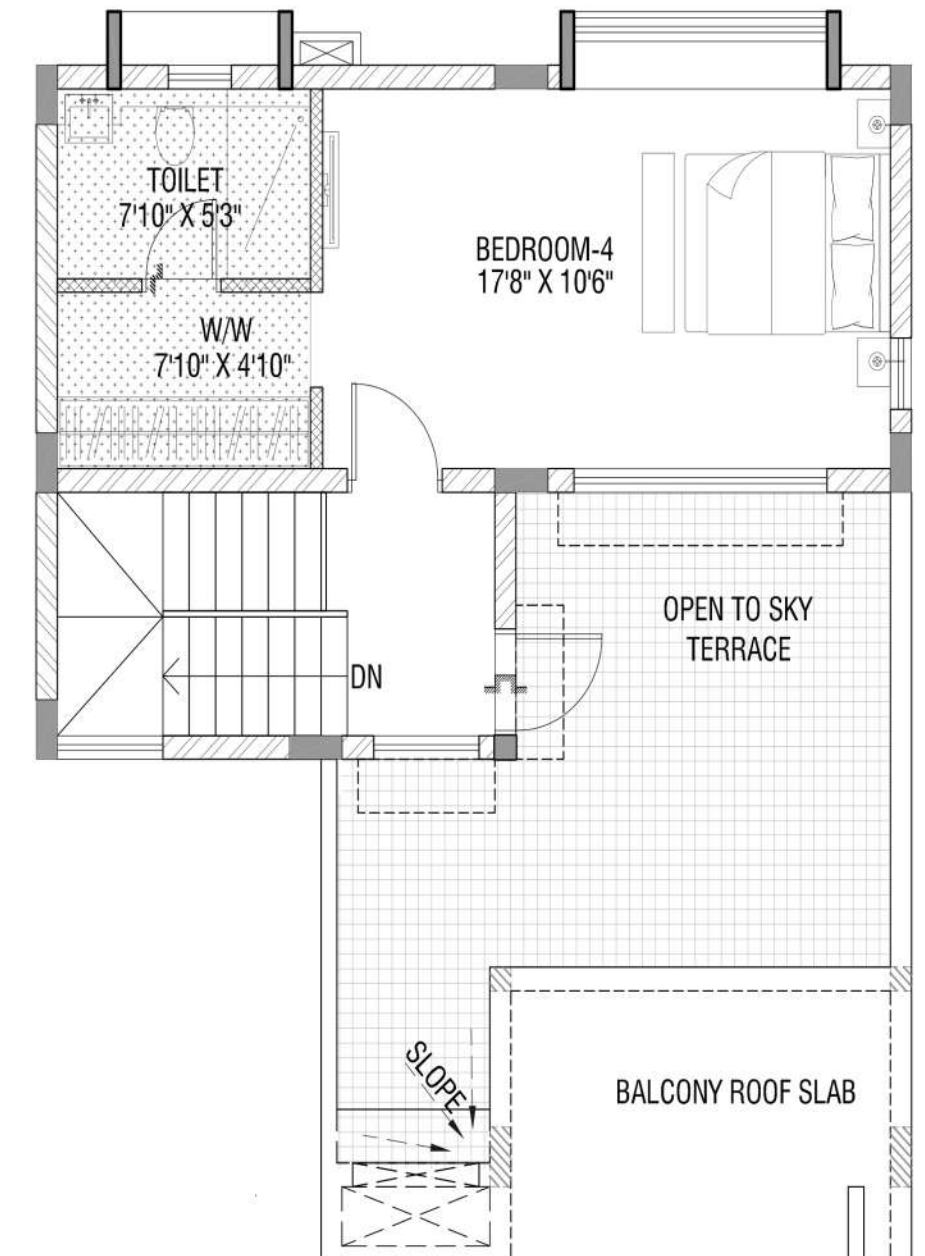 TOILET
7'10" X 5'3"
BEDROOM-4
17'8" X 10'6"
W/W
7'10" X 4'10"
OPEN TO SKY
TERRACE
DN
SLOPE
BALCONY ROOF SLAB